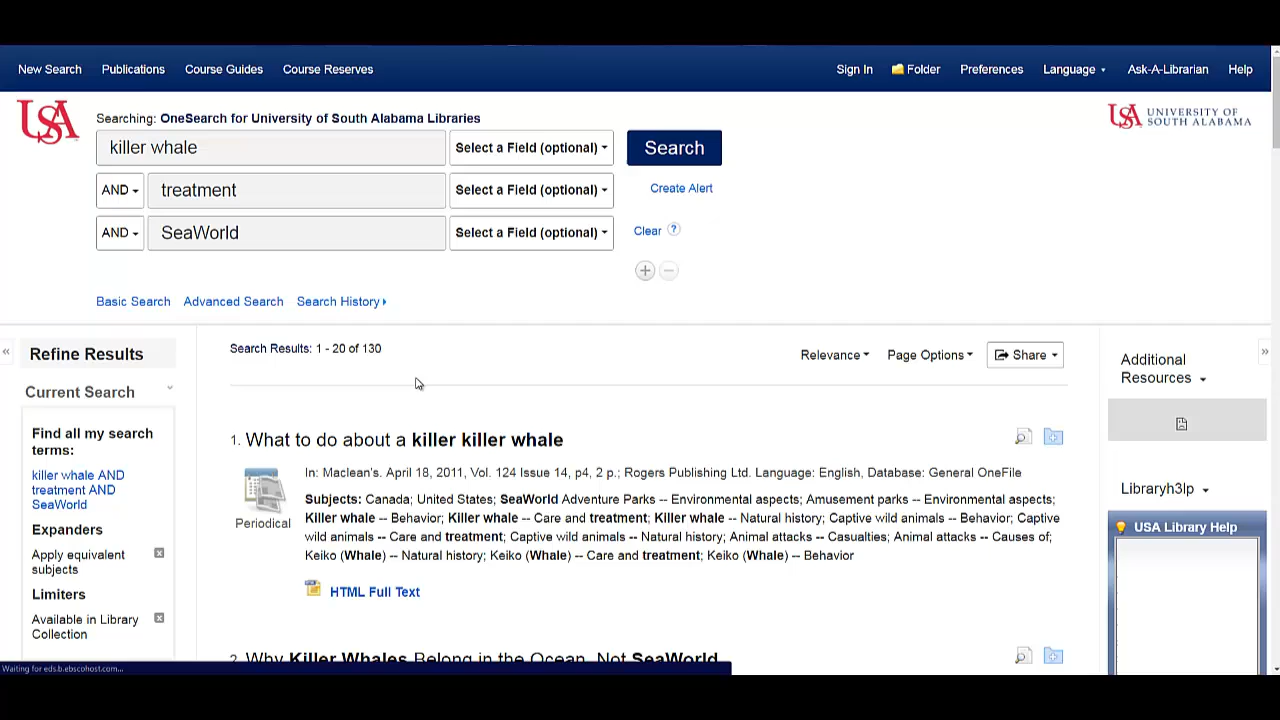 New Search Publications Course Guides Course Reserves Sign In Folder Preferences Language Ask-A-Librarian Help
USA
Searching: OneSearch for University of South Alabama Libraries
USA UNIVERSITY OF SOUTH ALABAMA
killer whale Select a Field (optional) Search
AND treatment Select a Field (optional) Create Alert
AND SeaWorld Select a Field (optional) Clear ?
Basic Search Advanced Search Search History
Refine Results
Current Search
Find all my search
terms:
killer whale AND
treatment AND
SeaWorld
Expanders
Apply equivalent
subjects
Limiters
Available in Library
Collection
Search Results: 1 - 20 of 130
Relevance Page Options Share
1. What to do about a killer killer whale
Periodical
In: Maclean's. April 18, 2011, Vol. 124 Issue 14, p4, 2 p.; Rogers Publishing Ltd. Language: English, Database: General OneFile
Subjects: Canada; United States; SeaWorld Adventure Parks -- Environmental aspects; Amusement parks -- Environmental aspects;
Killer whale -- Behavior; Killer whale -- Care and treatment; Killer whale -- Natural history; Captive wild animals -- Behavior; Captive
wild animals -- Care and treatment; Captive wild animals -- Natural history; Animal attacks -- Casualties; Animal attacks -- Causes of;
Keiko (Whale) -- Natural history; Keiko (Whale) -- Care and treatment; Keiko (Whale) -- Behavior
HTML Full Text
2. Why Killer Whales Belong in the Ocean, Not SeaWorld
Additional
Resources
Libraryh3lp
USA Library Help
Waiting for eds.b.ebscohost.com...